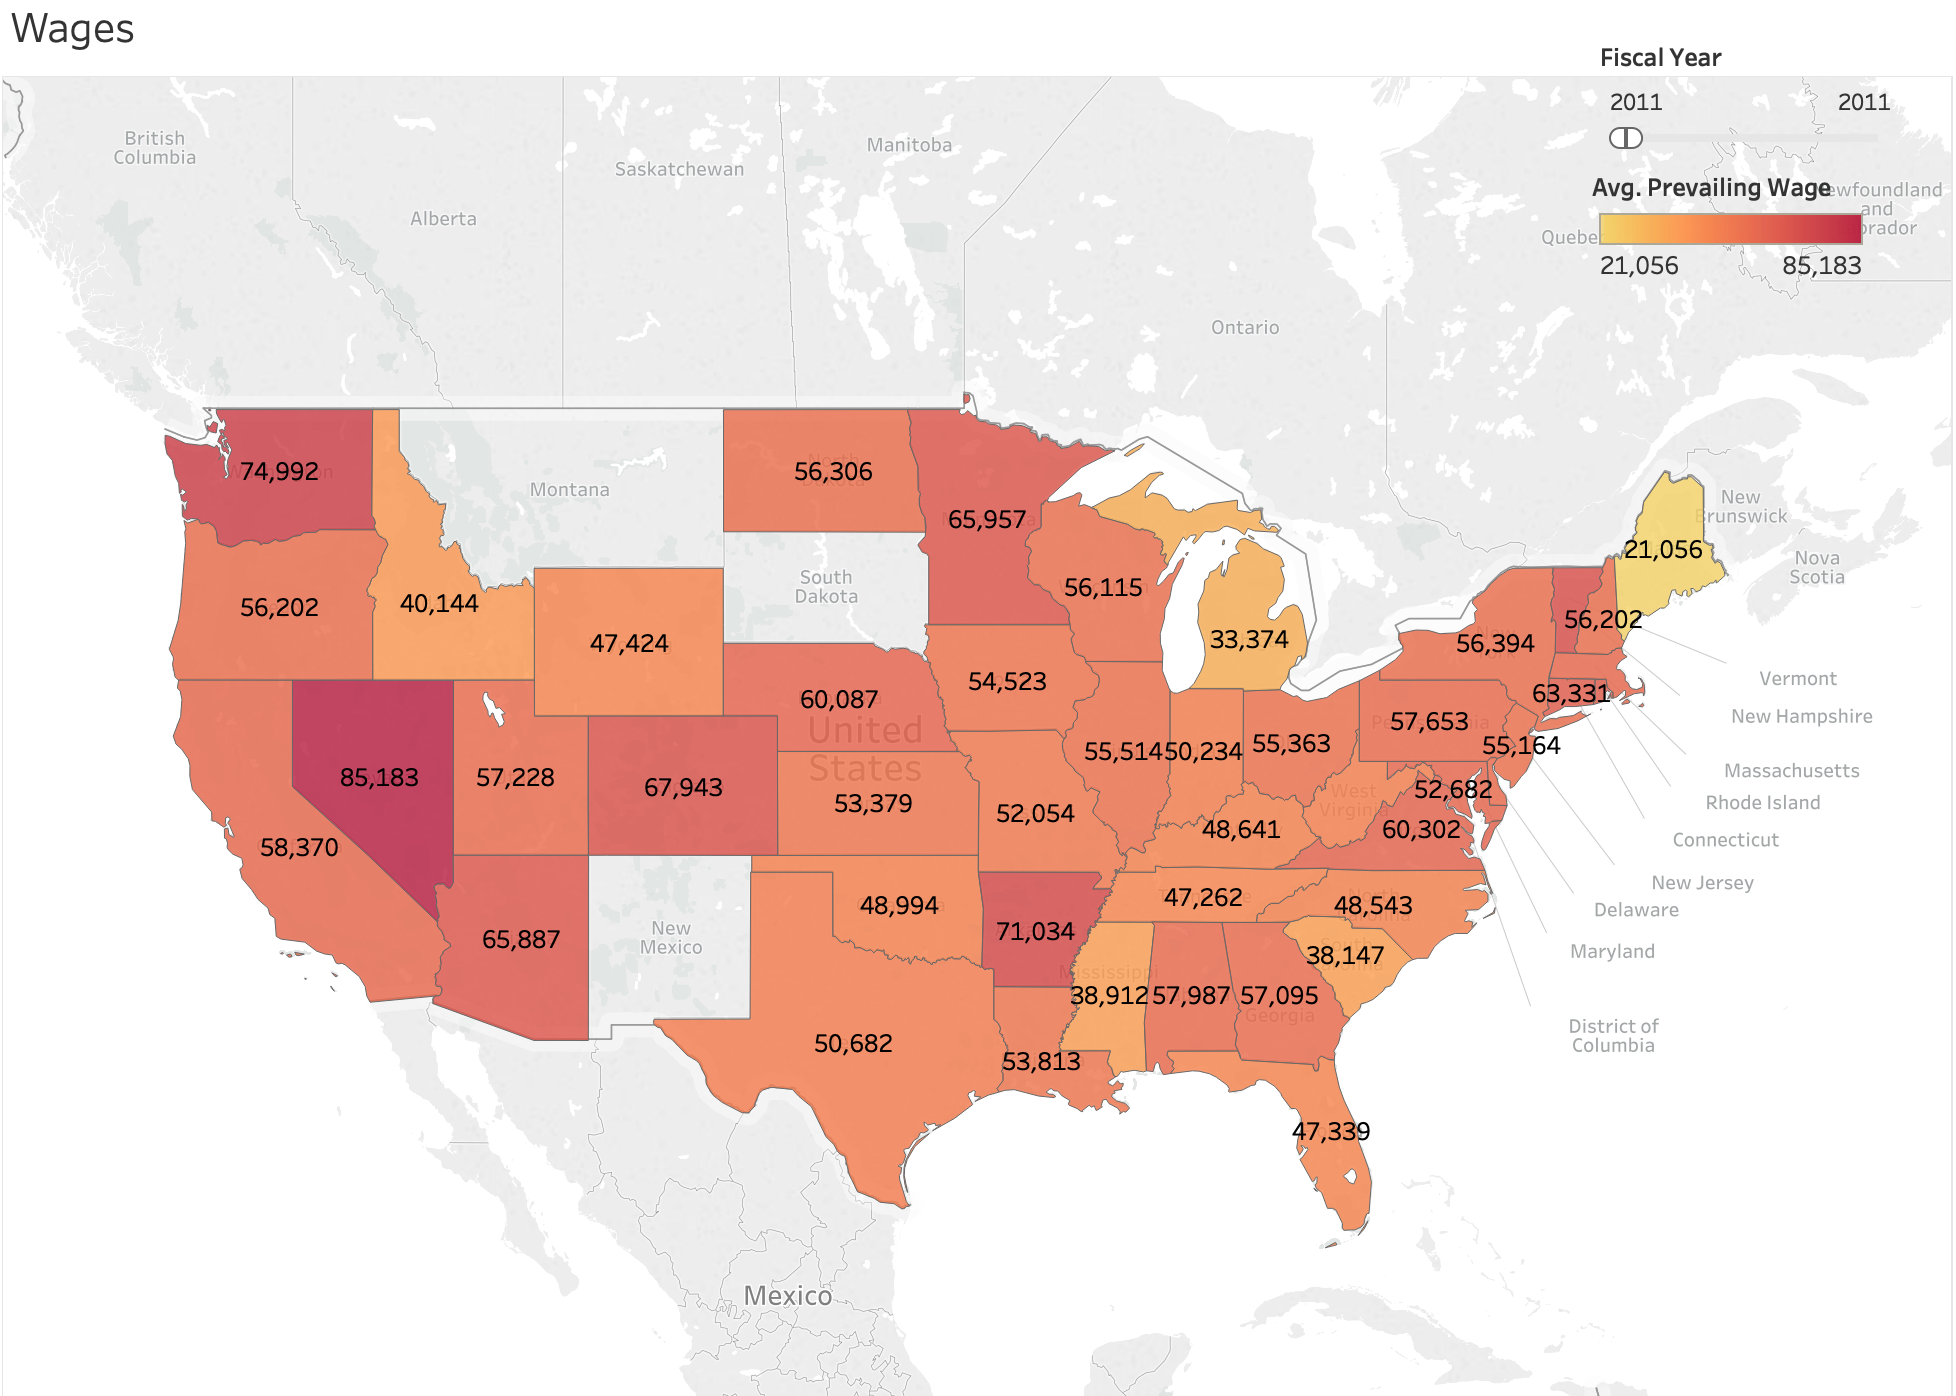 Wages
Fiscal Year
2011
2011
Avg. Prevailing Wage
21,056
85,183
British
Columbia
Alberta
Saskatchewan
Manitoba
Ontario
Quebe
ewfoundland
and
brador
New
Brunswick
Nova
Scotia
74,992
Montana
56,306
65,957
56,115
21,056
56,202
40,144
47,424
South
Dakota
33,374
56,394
56,202
60,087
54,523
63,331
United
States
57,653
55,164
85,183
57,228
67,943
53,379
52,054
55,514
50,234
55,363
West
Virginia
52,682
58,370
48,641
60,302
65,887
New
Mexico
48,994
71,034
47,262
North
48,543
South
38,147
Mississippi
38,912
57,987
57,095
Georgia
50,682
53,813
47,339
Vermont
New Hampshire
Massachusetts
Rhode Island
Connecticut
New Jersey
Delaware
Maryland
District of
Columbia
Mexico